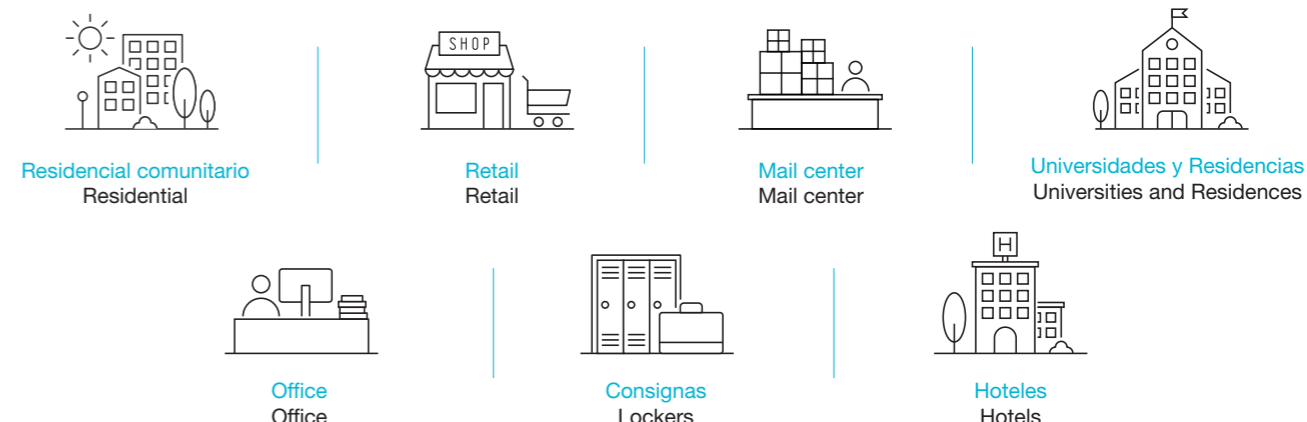 SHOP
Residencial comunitario
Residential
Retail
Retail
Mail center
Mail center
Universidades y Residencias
Universities and Residences
H
Office
Office
Consignas
Lockers
Hoteles
Hotels